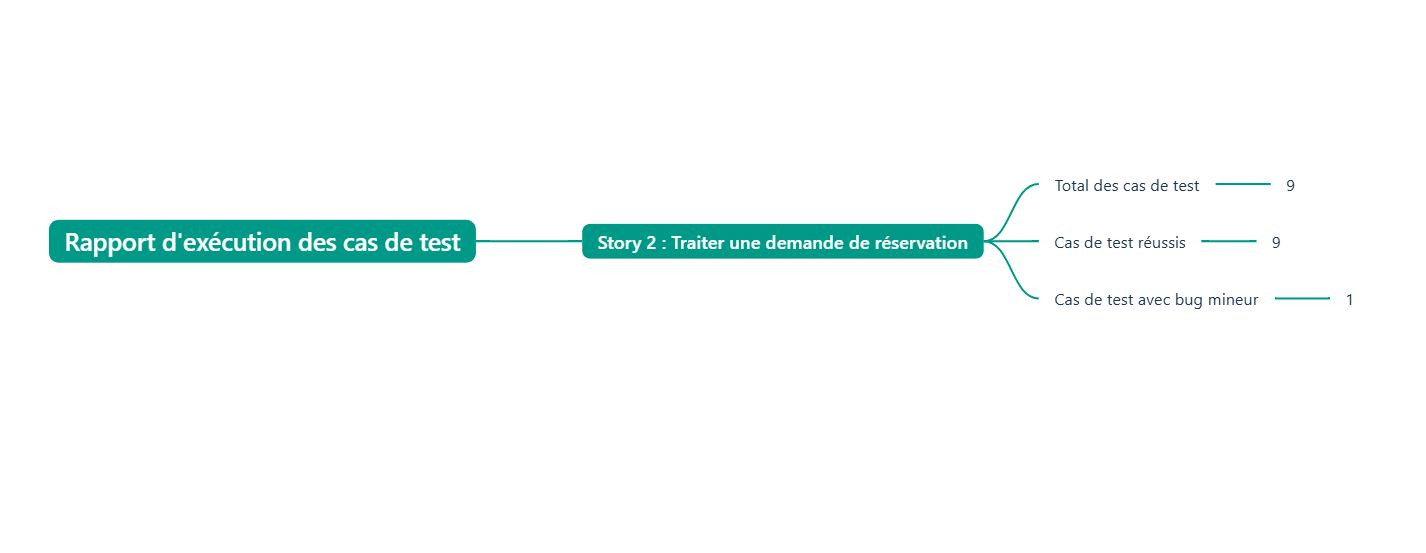 Rapport d'exécution des cas de test
Story 2 : Traiter une demande de réservation
Total des cas de test 9
Cas de test réussis 9
Cas de test avec bug mineur 1